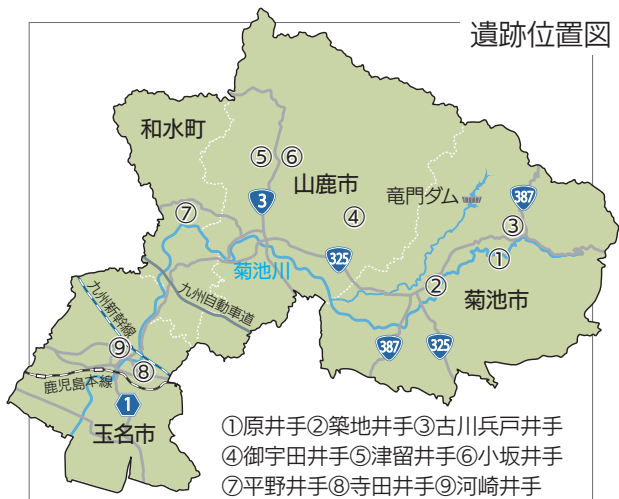 遺跡位置図
和水町
⑤ ⑥
山鹿市
竜門ダム
387
③
⑦
3
④
①
菊池川
325
②
菊池市
九州自動車道
九州新幹線
387
325
⑨
⑧
鹿児島本線
1
玉名市
①原井手②築地井手③古川兵戸井手
④御宇田井手⑤津留井手⑥小坂井手
⑦平野井手⑧寺田井手⑨河崎井手